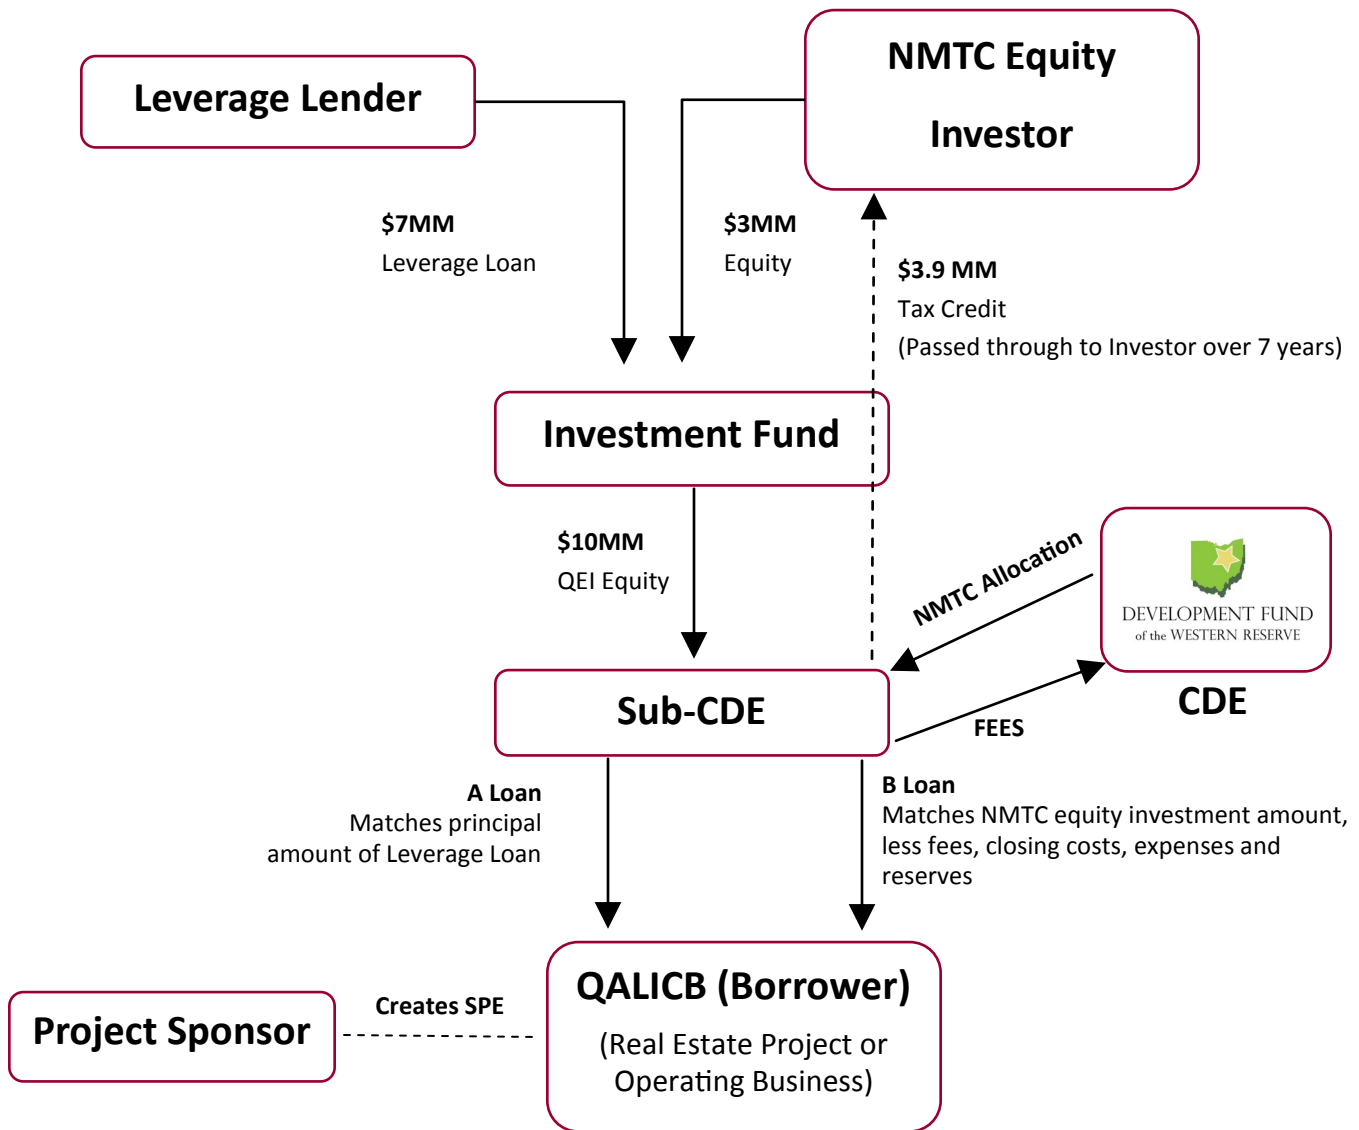 Leverage Lender
NMTC Equity
Investor
$7MM
Leverage Loan
$3MM
Equity
$3.9 MM
Tax Credit
(Passed through to Investor over 7 years)
Investment Fund
$10MM
QEI Equity
NMTC Allocation
DEVELOPMENT FUND
of the WESTERN RESERVE
CDE
Sub-CDE
FEES
A Loan
Matches principal
amount of Leverage Loan
B Loan
Matches NMTC equity investment amount,
less fees, closing costs, expenses and
reserves
Project Sponsor
Creates SPE
QALICB (Borrower)
(Real Estate Project or
Operating Business)